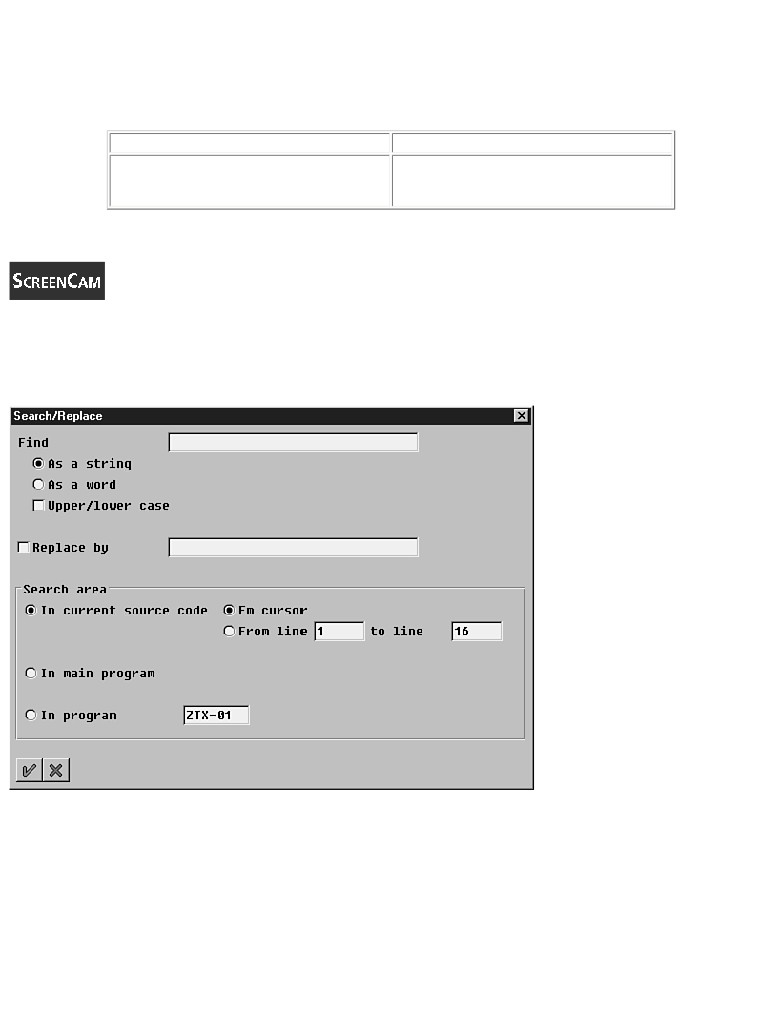 SCREENCAM
Search/Replace
Find
As a string
As a word
Upper/lower case
Replace by
Search area
In current source code Fm cursor
From line 1 to line 16
In main program
In progran ZTX-01